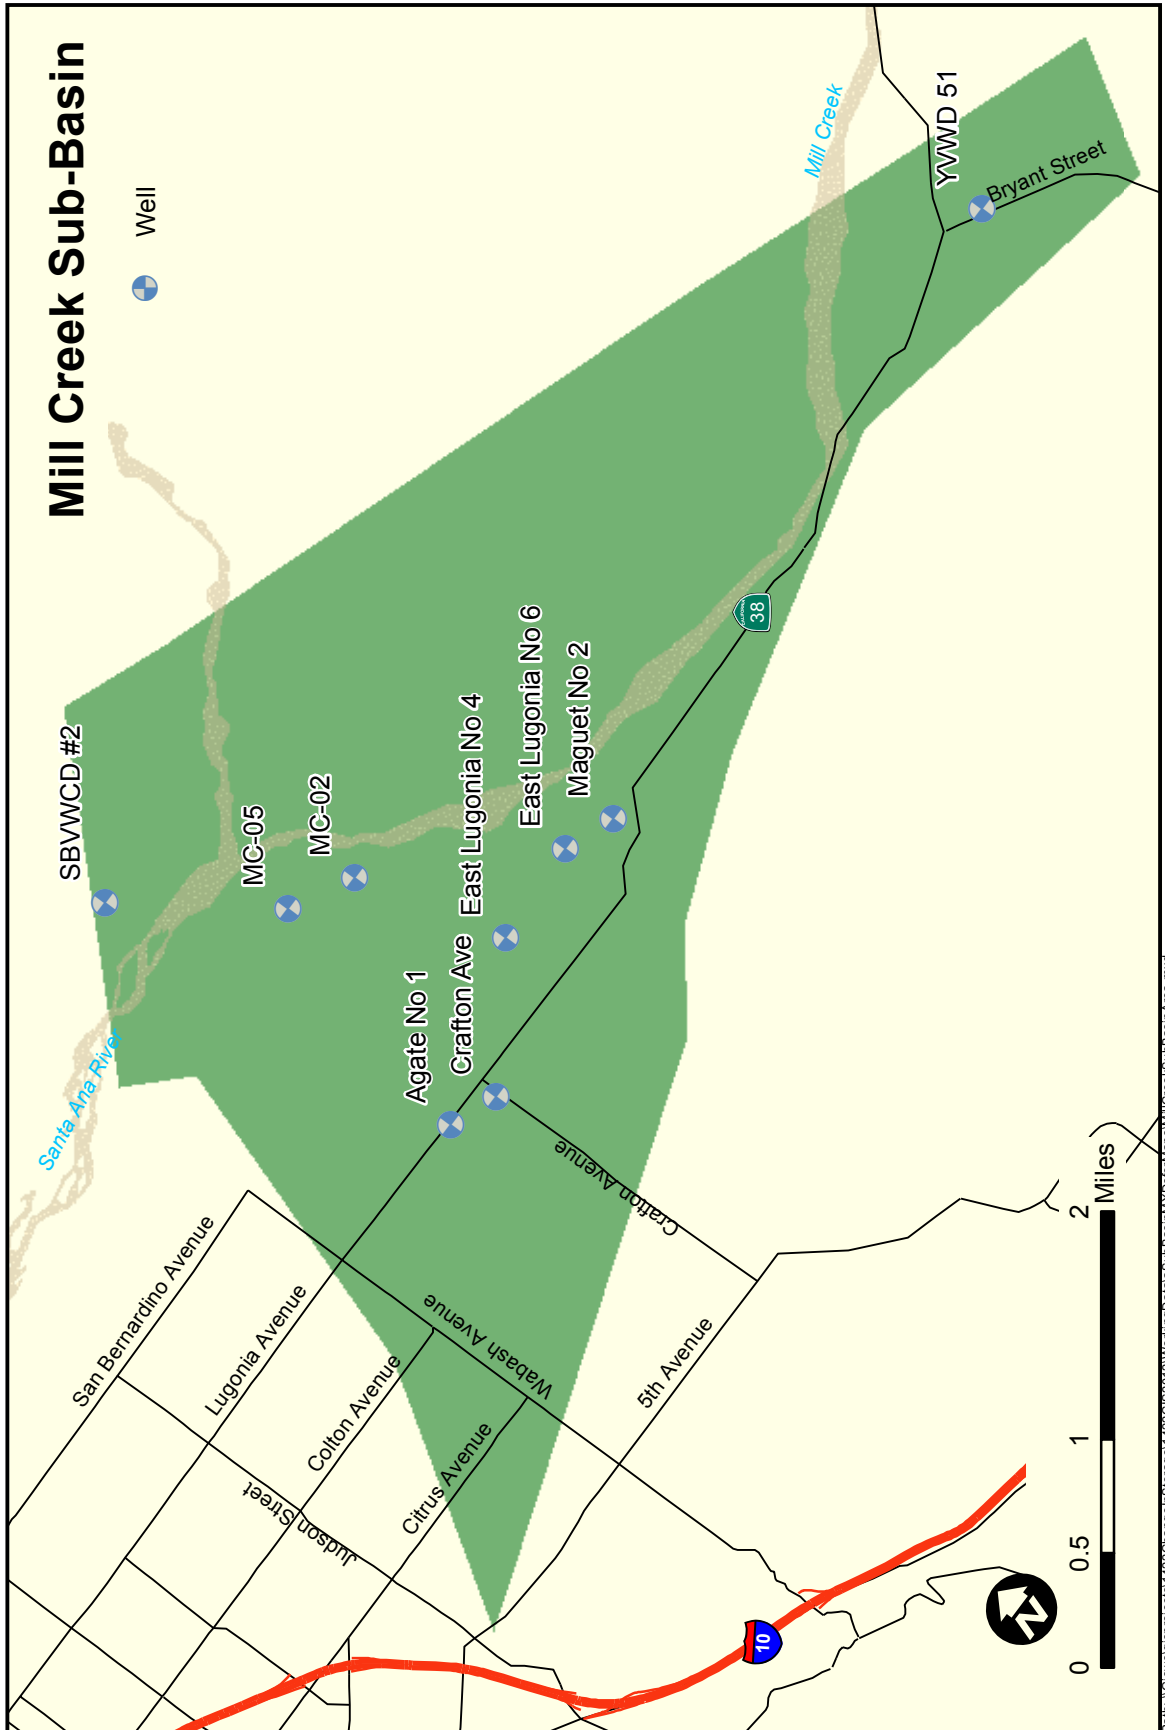 Mill Creek Sub-Basin
Well
Mill Creek
YVWD 51
Bryant Street
38
SBVWCD #2
MC-05
MC-02
East Lugonia No 6
Maguet No 2
East Lugonia No 4
Crafton Ave
Agate No 1
Santa Ana River
Crafton Avenue
Wabash Avenue
San Bernardino Avenue
Lugonia Avenue
Colton Avenue
Citrus Avenue
Judson Street
5th Avenue
10
N
0 0.5 1 2
Miles